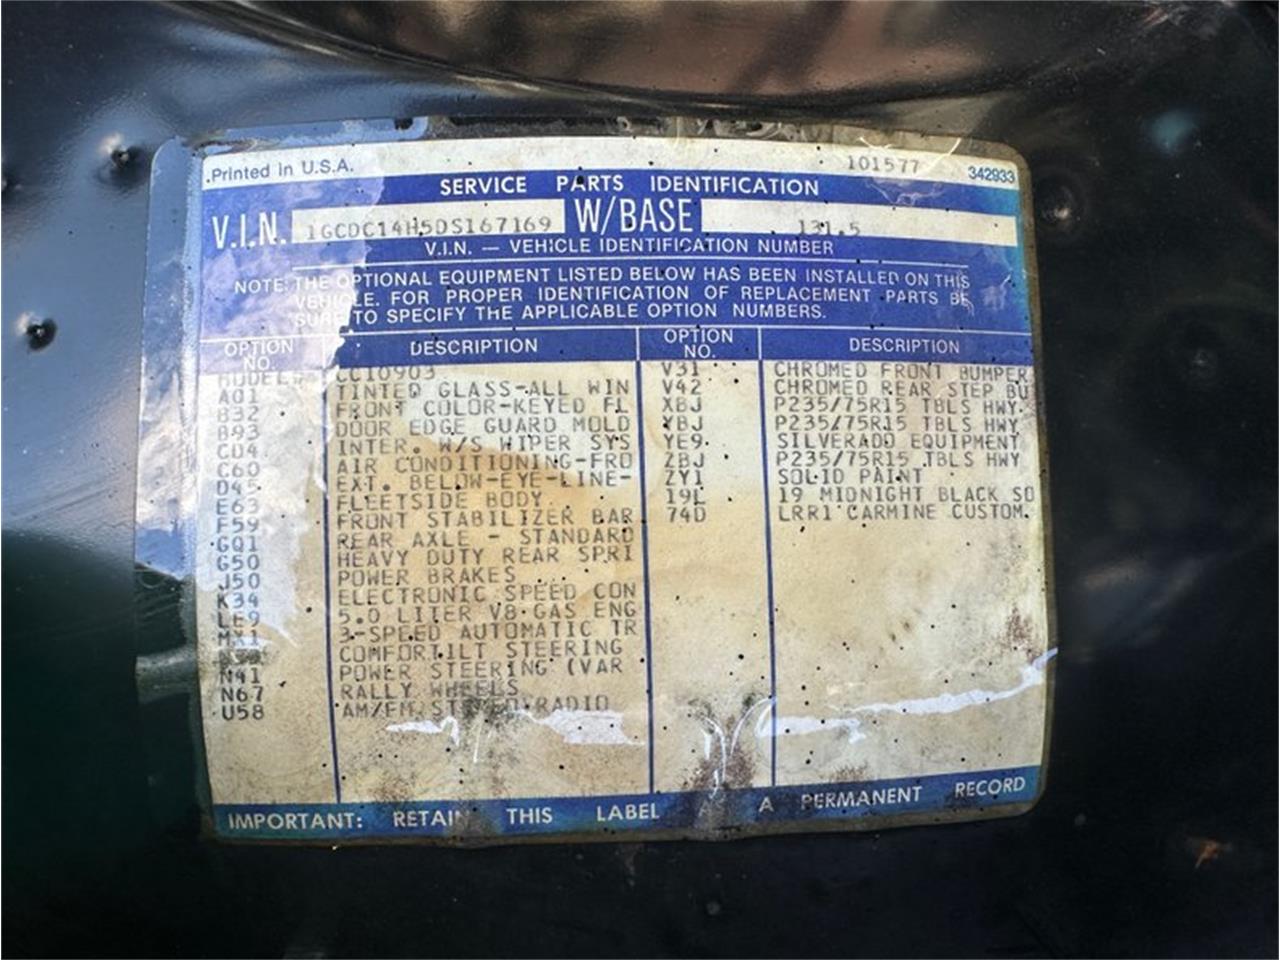 Printed in U.S.A. 101577 342933
SERVICE PARTS IDENTIFICATION
V.I.N. 1GCDC14H5DS167169 W/BASE 131.5
V.I.N. — VEHICLE IDENTIFICATION NUMBER
NOTE: THE OPTIONAL EQUIPMENT LISTED BELOW HAS BEEN INSTALLED ON THIS
VEHICLE. FOR PROPER IDENTIFICATION OF REPLACEMENT PARTS BE
SURE TO SPECIFY THE APPLICABLE OPTION NUMBERS.
OPTION NO. DESCRIPTION OPTION NO. DESCRIPTION
MODEL CC10903
A01 TINTED GLASS-ALL WIN
B32 FRONT COLOR-KEYED FL
B93 DOOR EDGE GUARD MOLD
CD4 INTER. W/S WIPER SYS
C60 AIR CONDITIONING-FRO
D45 EXT. BELOW-EYE-LINE-
E63 FLEETSIDE BODY
F59 FRONT STABILIZER BAR
GQ1 REAR AXLE - STANDARD
G50 HEAVY DUTY REAR SPRI
J50 POWER BRAKES
K34 ELECTRONIC SPEED CON
LE9 5.0 LITER V8 GAS ENG
MX1 3-SPEED AUTOMATIC TR
COMFORTILT STEERING
N41 POWER STEERING (VAR
N67 RALLY WHEELS
U58 AM/FM STEREO RADIO
V31 CHROMED FRONT BUMPER
V42 CHROMED REAR STEP BU
XBJ P235/75R15 TBLS HWY
YBJ P235/75R15 TBLS HWY
YE9 SILVERADO EQUIPMENT
ZBJ P235/75R15 TBLS HWY
ZY1 SOLID PAINT
19L 19 MIDNIGHT BLACK SO
74D LRR1 CARMINE CUSTOM.
IMPORTANT: RETAIN THIS LABEL A PERMANENT RECORD